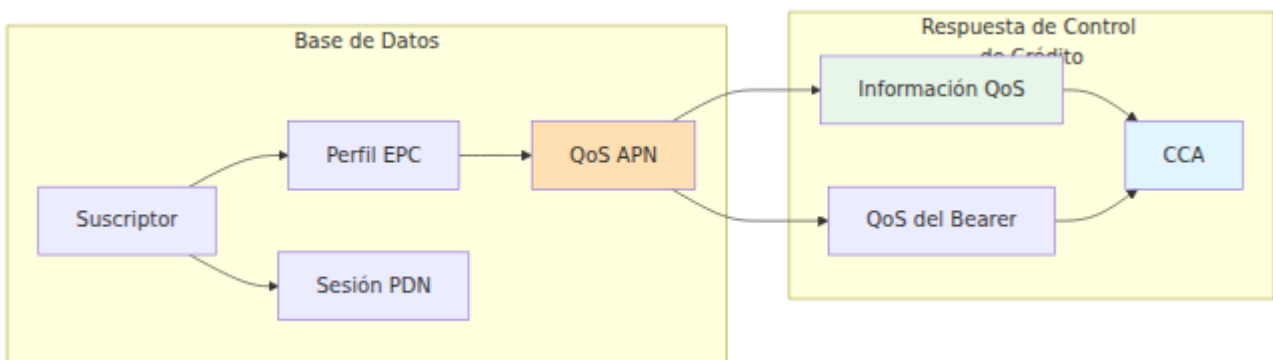 Base de Datos
Suscriptor
Perfil EPC
Sesión PDN
QoS APN
Respuesta de Control
de Crédito
Información QoS
QoS del Bearer
CCA